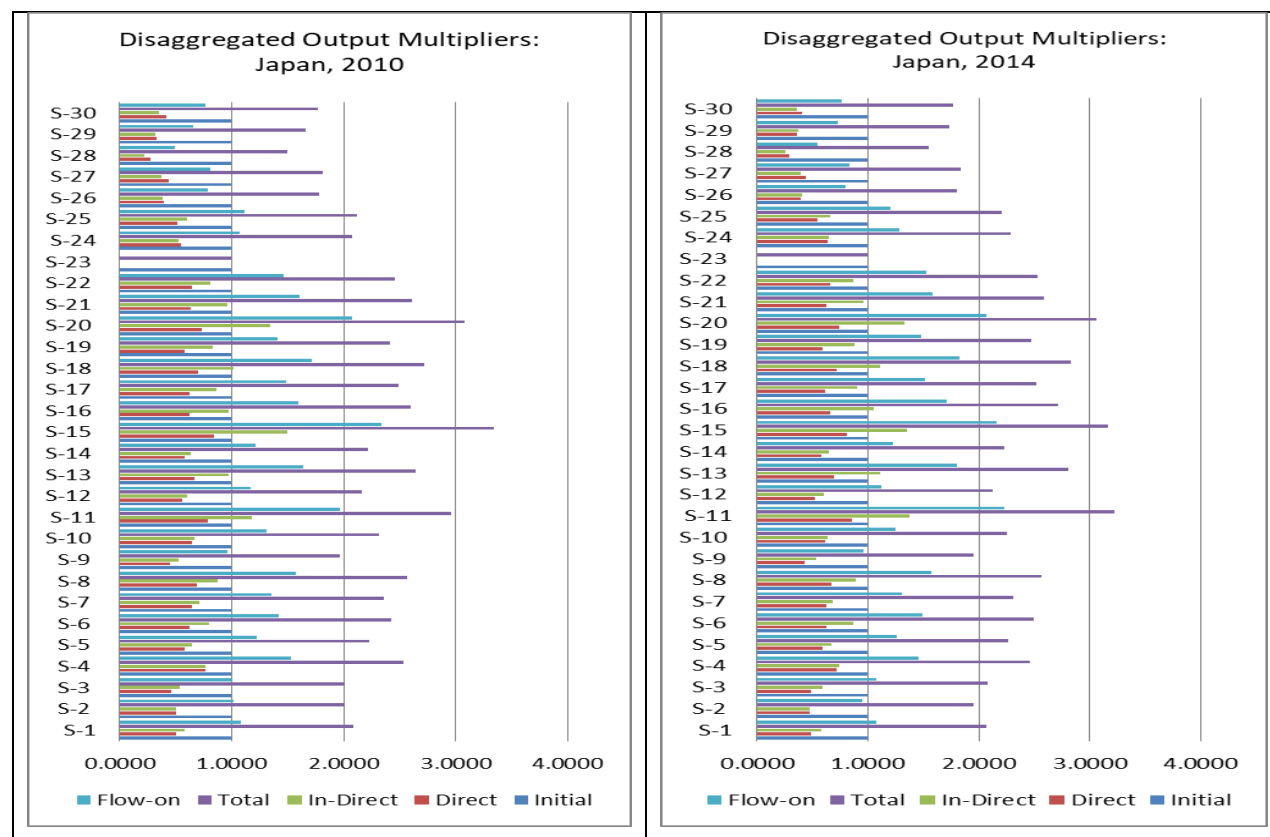 Disaggregated Output Multipliers:
Japan, 2010
S-30
S-29
S-28
S-27
S-26
S-25
S-24
S-23
S-22
S-21
S-20
S-19
S-18
S-17
S-16
S-15
S-14
S-13
S-12
S-11
S-10
S-9
S-8
S-7
S-6
S-5
S-4
S-3
S-2
S-1
0.0000 1.0000 2.0000 3.0000 4.0000
Flow-on Total In-Direct Direct Initial
Disaggregated Output Multipliers:
Japan, 2014
S-30
S-29
S-28
S-27
S-26
S-25
S-24
S-23
S-22
S-21
S-20
S-19
S-18
S-17
S-16
S-15
S-14
S-13
S-12
S-11
S-10
S-9
S-8
S-7
S-6
S-5
S-4
S-3
S-2
S-1
0.0000 1.0000 2.0000 3.0000 4.0000
Flow-on Total In-Direct Direct Initial